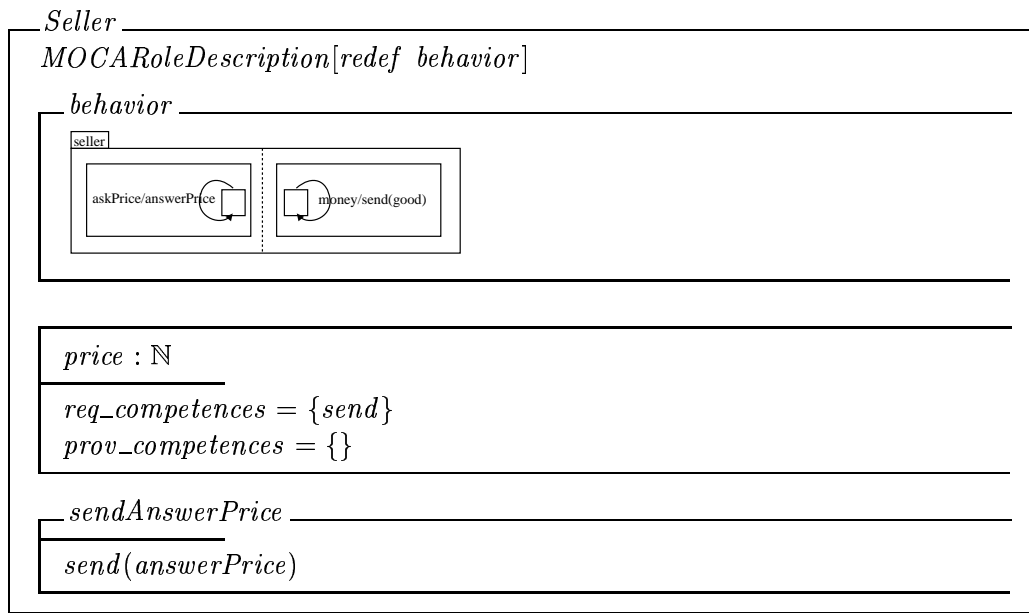 Seller
MOCARoleDescription[redef behavior]
behavior
seller
askPrice/answerPrice money/send(good)
price : ℕ
req_competences = {send}
prov_competences = {}
sendAnswerPrice
send(answerPrice)